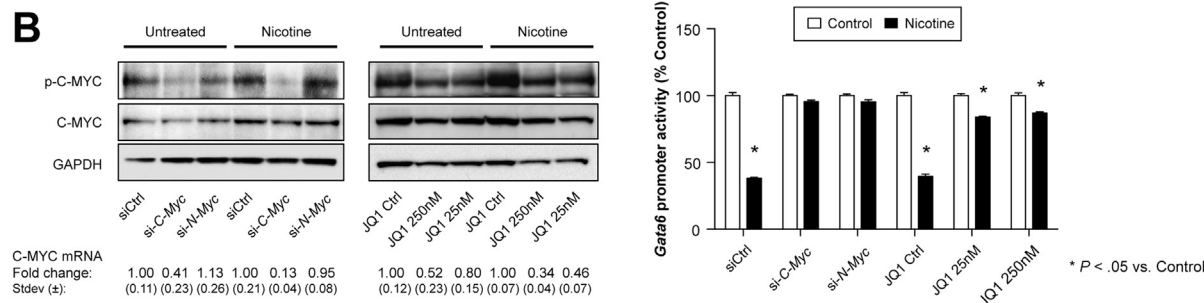 B
Untreated Nicotine
Untreated Nicotine
p-C-MYC
C-MYC
GAPDH
siCtrl si-C-Myc si-N-Myc siCtrl si-C-Myc si-N-Myc
JQ1 Ctrl JQ1 250nM JQ1 25nM JQ1 Ctrl JQ1 250nM JQ1 25nM
C-MYC mRNA
Fold change: 1.00 0.41 1.13 1.00 0.13 0.95 1.00 0.52 0.80 1.00 0.34 0.46
Stdev (±): (0.11) (0.23) (0.26) (0.21) (0.04) (0.08) (0.12) (0.23) (0.15) (0.07) (0.04) (0.07)
Gata6 promoter activity (% Control)
Control Nicotine
150
100
50
0
* * * *
siCtrl si-C-Myc si-N-Myc JQ1 Ctrl JQ1 25nM JQ1 250nM
* P < .05 vs. Control